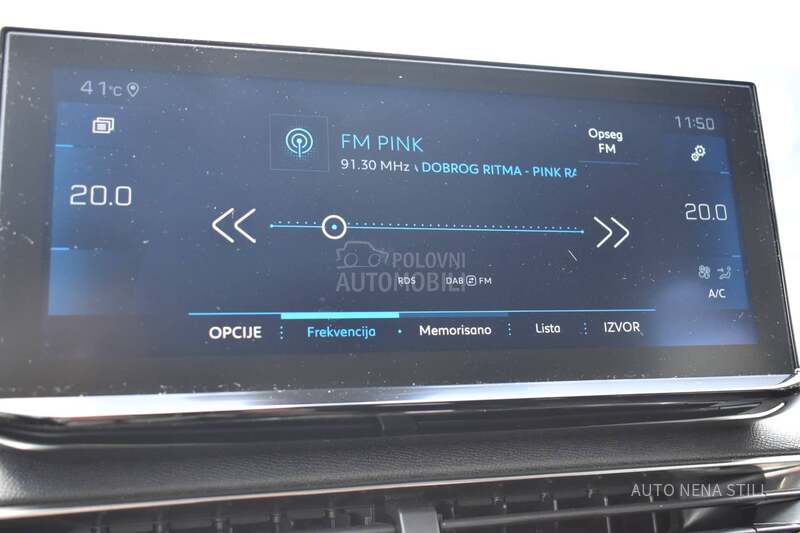 41°C
11:50
FM PINK
Opseg
FM
91.30 MHz A DOBROG RITMA - PINK RA
20.0
20.0
POLOVNI
AUTOMOBILI
RDS DAB FM
A/C
OPCIJE Frekvencija Memorisano Lista IZVOR
AUTO NENA STILL